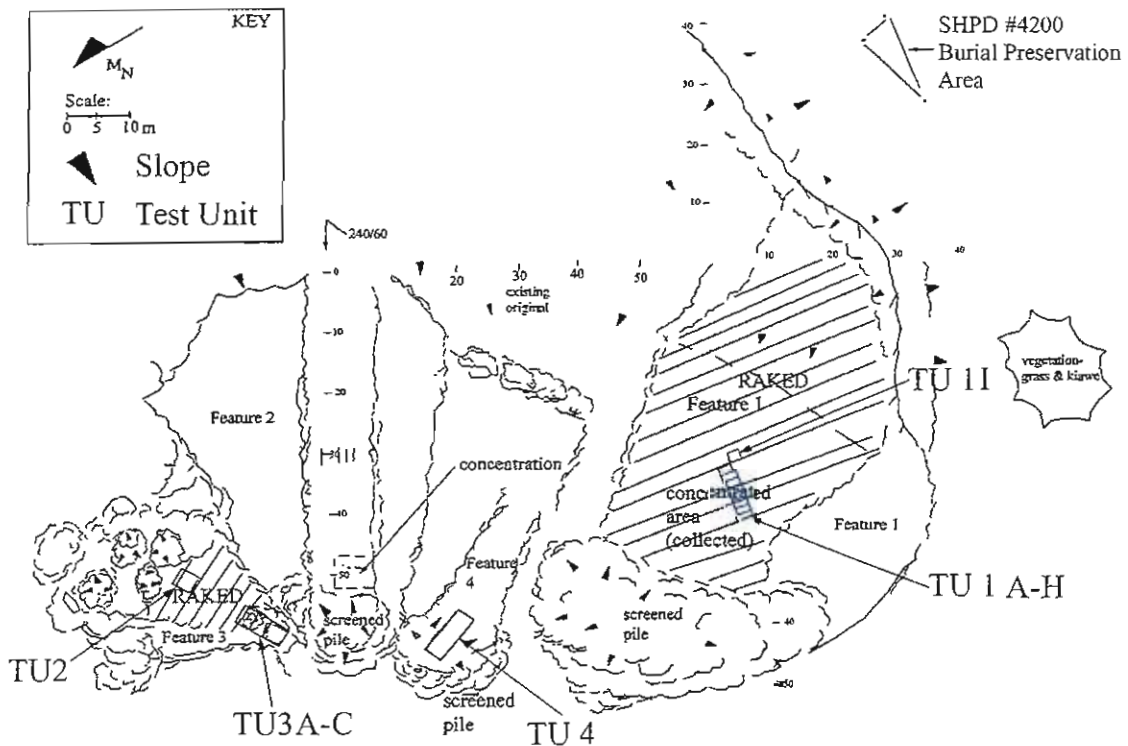 KEY
MN
Scale:
0 5 10 m
Slope
TU Test Unit
SHPD #4200
Burial Preservation
Area
40
30
20
10
240/60
0
10
20
40
50
20
30
40
50
existing
original
10
20
30
40
vegetation-
grass & kiawe
RAKED
Feature 1
TU 1I
Feature 2
concentration
concentrated
area
(collected)
Feature 1
TU 1 A-H
Feature
4
RAKED
Feature 3
screened
pile
screened
pile
40
50
TU2
TU3A-C
screened
pile
TU 4